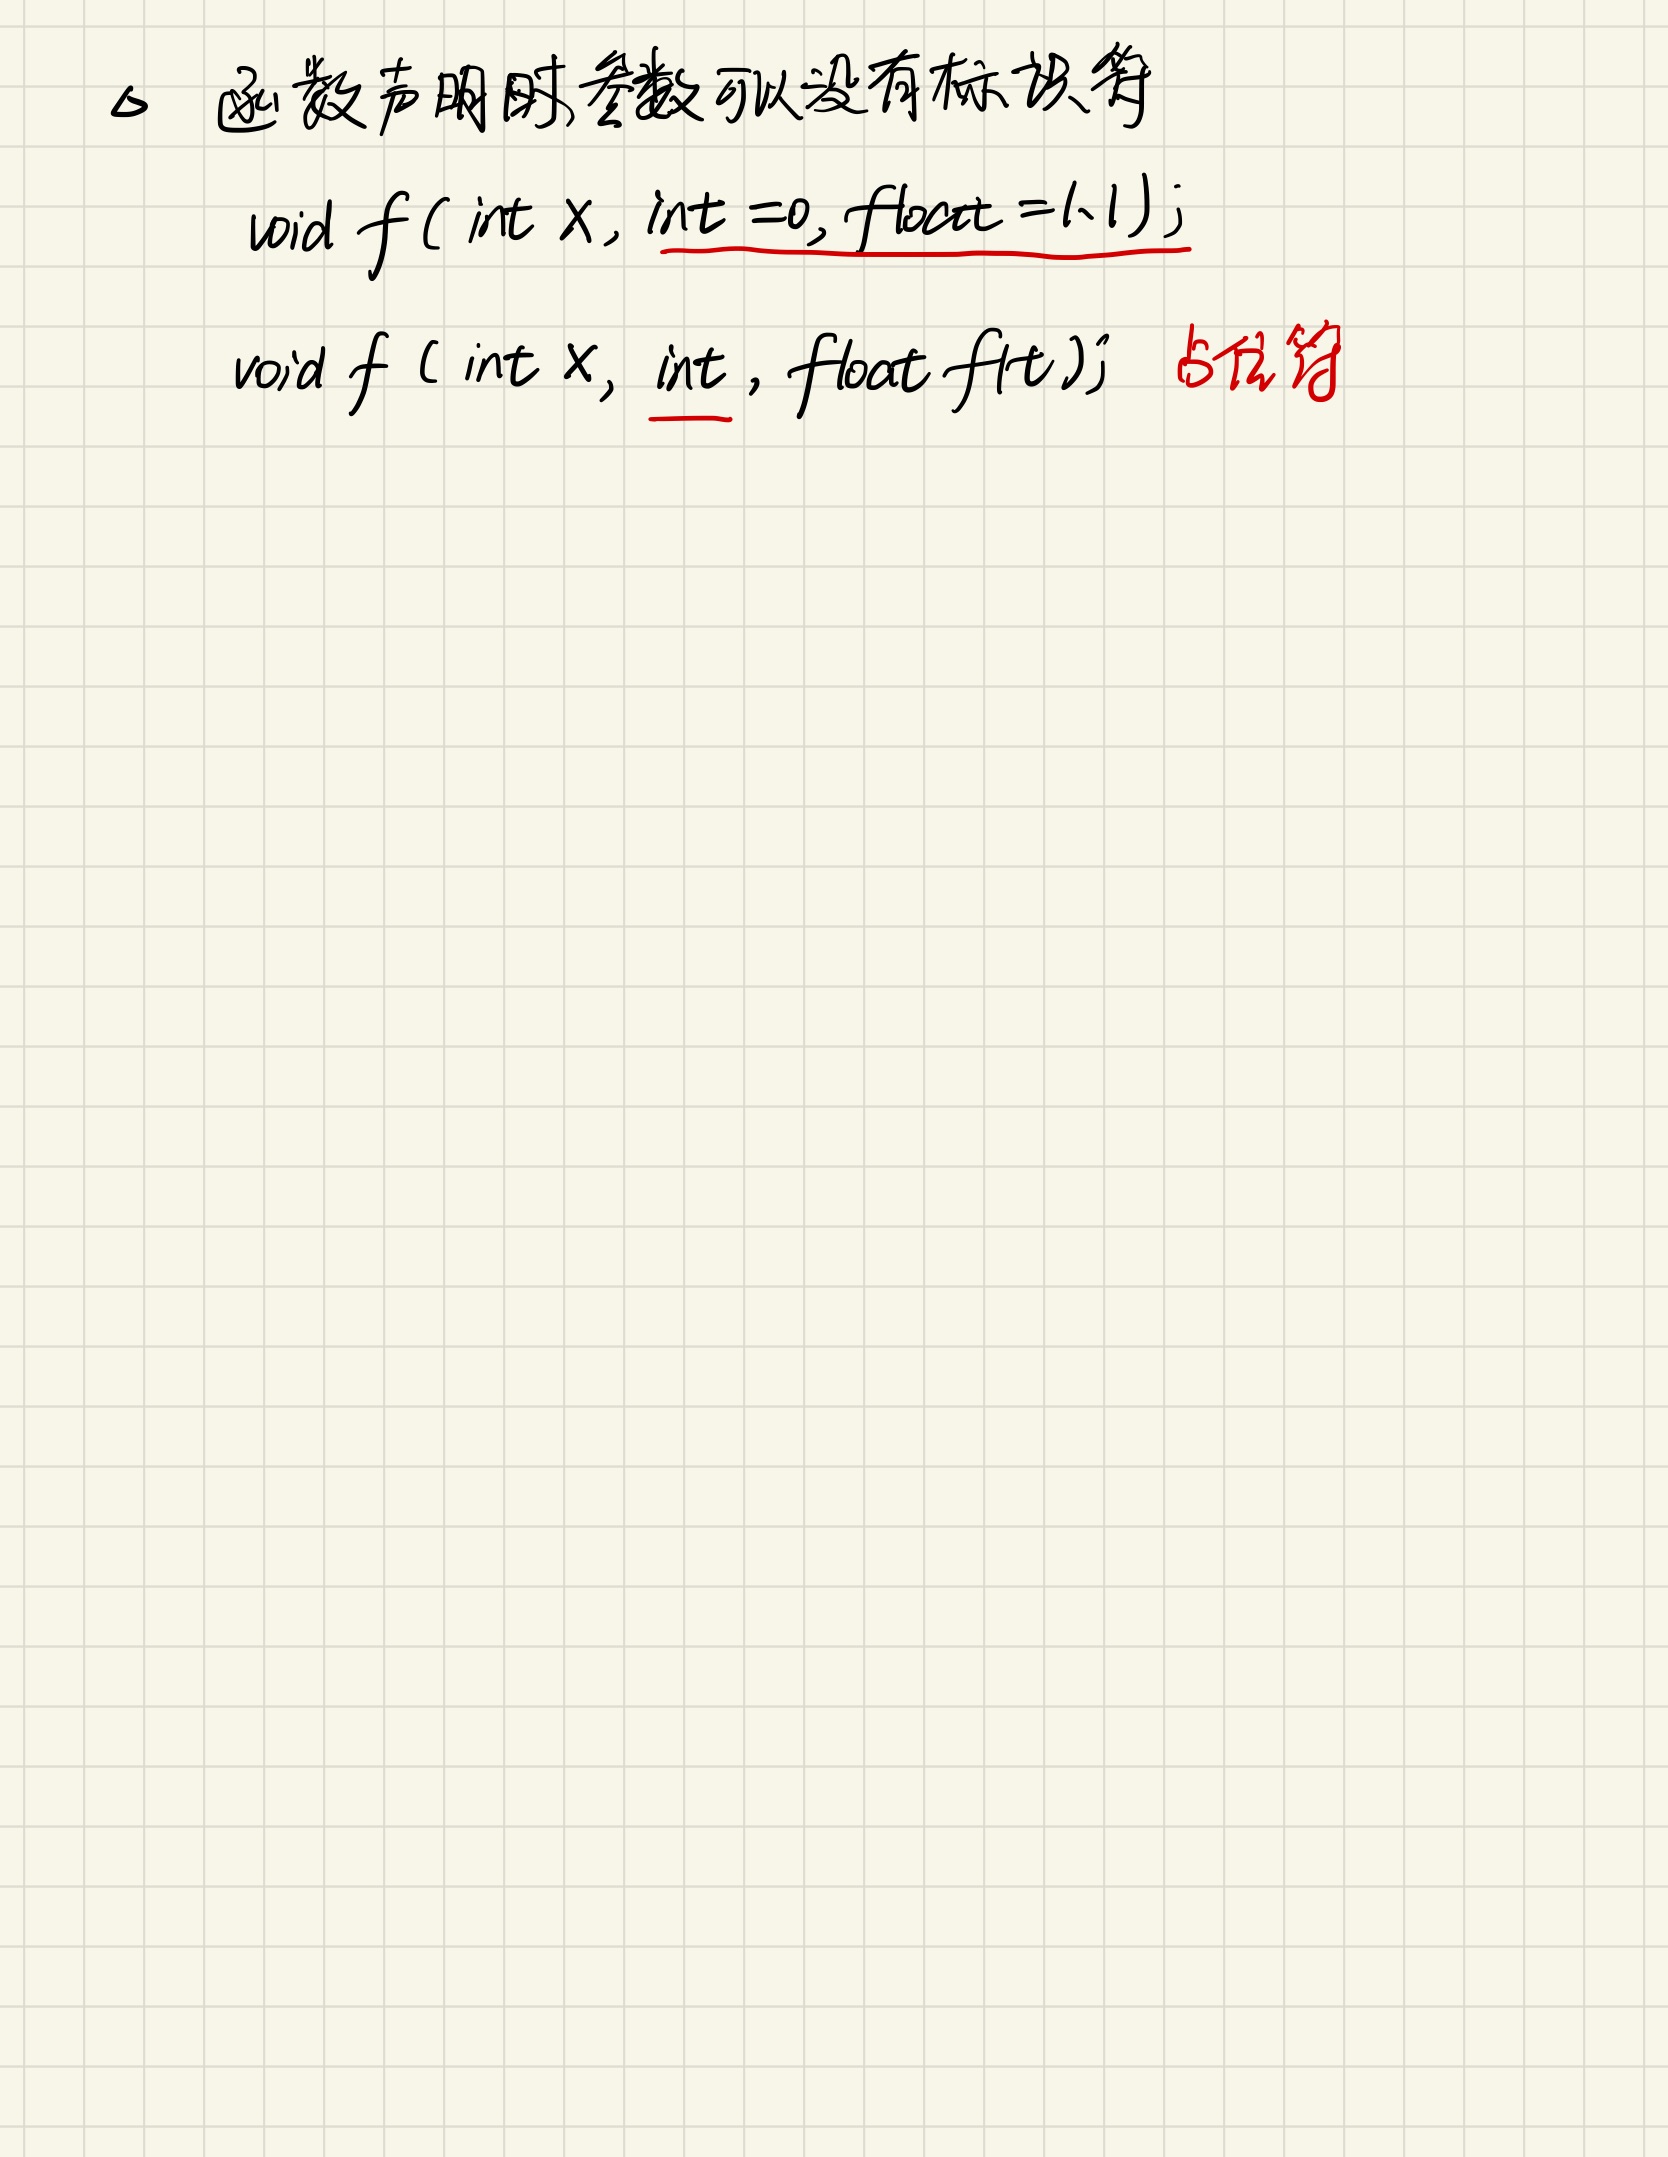 函数声明时,参数可以没有标识符
void f( int x, int =0, float =1.1);
void f ( int x, int , float flt); 占位符